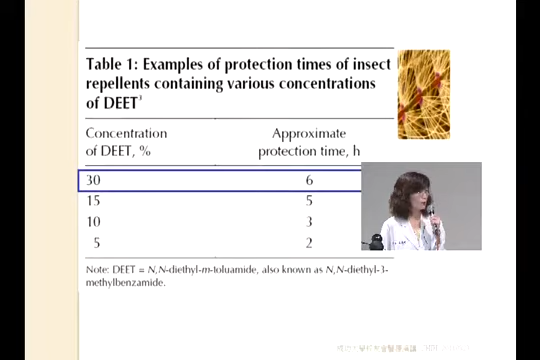 Table 1: Examples of protection times of insect
repellents containing various concentrations
of DEET³
Concentration
of DEET, %
Approximate
protection time, h
30 6
15 5
10 3
5 2
Note: DEET = N,N-diethyl-m-toluamide, also known as N,N-diethyl-3-
methylbenzamide.